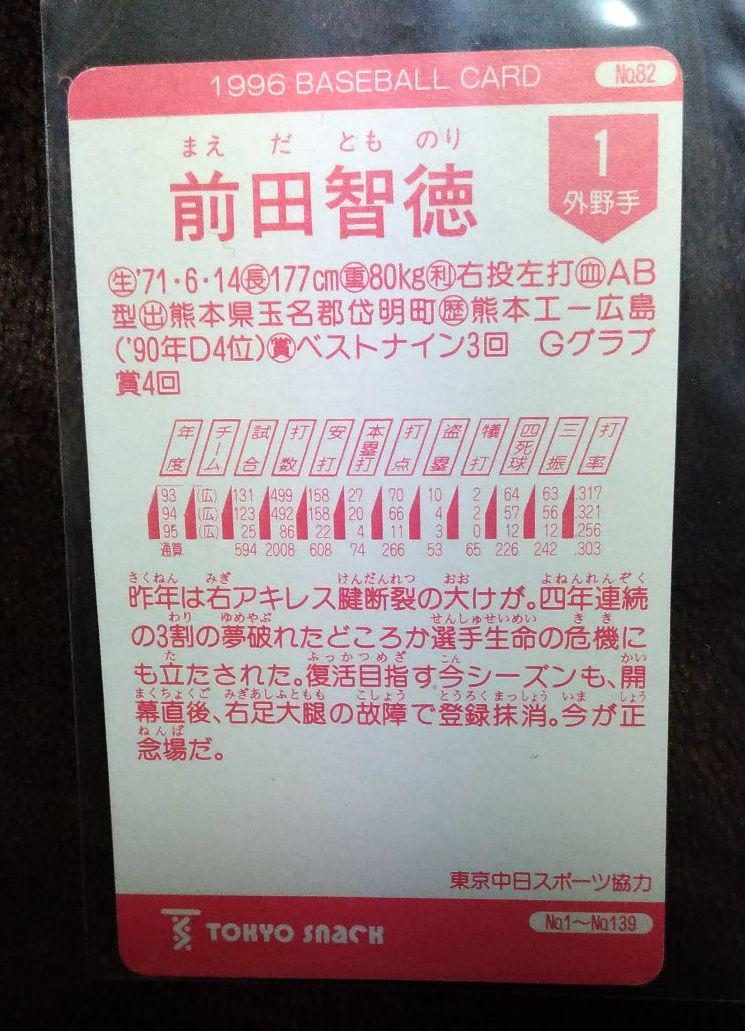 1996 BASEBALL CARD
No.82
まえ だ とも のり
前田智徳
1
外野手
生'71・6・14長177cm重80kg利右投左打血AB
型出熊本県玉名郡岱明町歴熊本工ー広島
('90年D4位)賞ベストナイン3回 Gグラブ
賞4回
年度 チーム 試合 打数 安打 本塁打 打点 盗塁 犠打 四死球 三振 打率
93 (広) 131 499 158 27 70 10 2 64 63 .317
94 (広) 123 492 158 20 66 4 2 57 56 .321
95 (広) 25 86 22 4 11 3 0 12 12 .256
通算 594 2008 608 74 266 53 65 226 242 .303
さくねん みぎ けんだんれつ おお よねんれんぞく
昨年は右アキレス腱断裂の大けが。四年連続
わり ゆめやぶ せんしゅせいめい きき
の3割の夢破れたどころか選手生命の危機に
た ふっかつめざ こん かい
も立たされた。復活目指す今シーズンも、開
まくちょくご みぎあしふともも こしょう とうろくまっしょう いま しょう
幕直後、右足大腿の故障で登録抹消。今が正
ねんば
念場だ。
東京中日スポーツ協力
TS TOKYO SNACK
No.1〜No.139